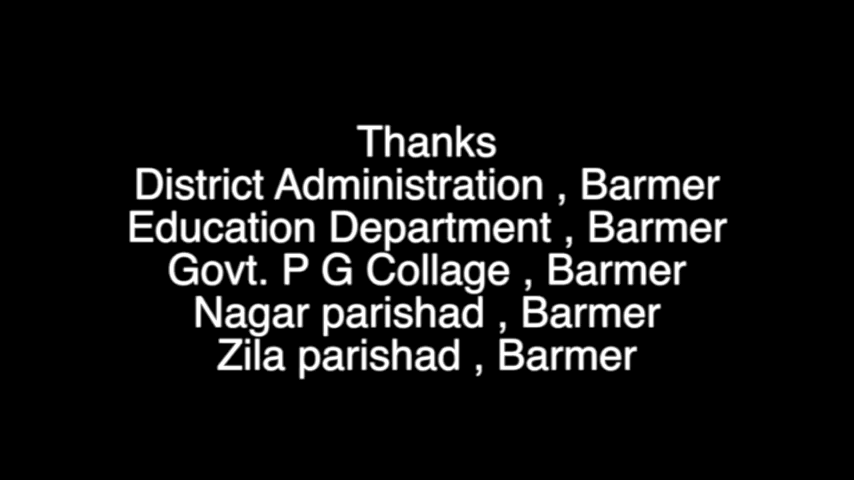 Thanks
District Administration , Barmer
Education Department , Barmer
Govt. P G Collage , Barmer
Nagar parishad , Barmer
Zila parishad , Barmer